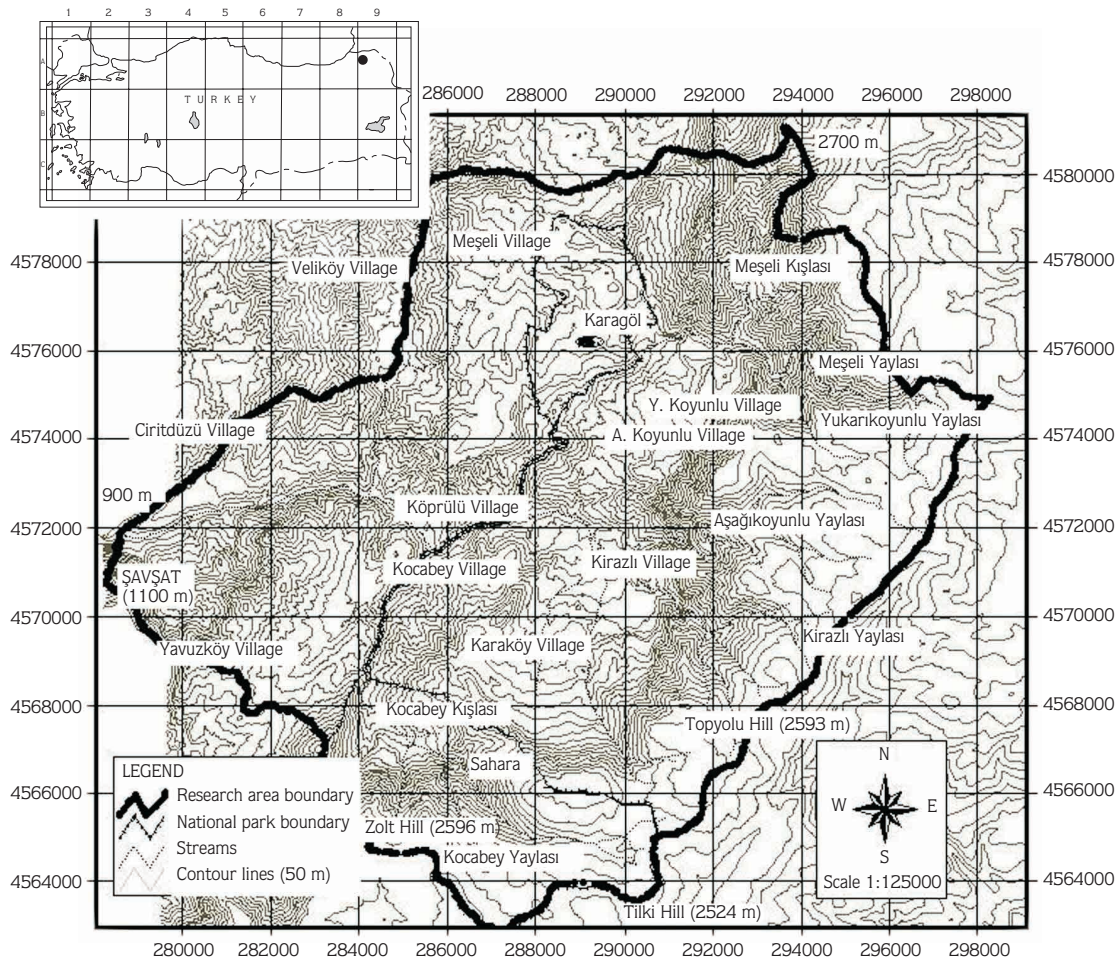 1 2 3 4 5 6 7 8 9
A
B
C
TURKEY
286000 288000 290000 292000 294000 296000 298000
2700 m
4580000
Meşeli Village
4578000
Veliköy Village
Meşeli Kışlası
4578000
Karagöl
4576000
Meşeli Yaylası
4576000
Y. Koyunlu Village
Yukarıkoyunlu Yaylası
Ciritdüzü Village
A. Koyunlu Village
4574000
4574000
900 m
Köprülü Village
Aşağıkoyunlu Yaylası
4572000
4572000
Kocabey Village
Kirazlı Village
ŞAVŞAT
(1100 m)
4570000
4570000
Kirazlı Yaylası
Yavuzköy Village
Karaköy Village
4568000
Kocabey Kışlası
4568000
Topyolu Hill (2593 m)
Sahara
LEGEND
Research area boundary
National park boundary
Streams
Contour lines (50 m)
4566000
4566000
Zolt Hill (2596 m)
Kocabey Yaylası
4564000
4564000
Tilki Hill (2524 m)
N
W E
S
Scale 1:125000
280000 282000 284000 286000 288000 290000 292000 294000 296000 298000